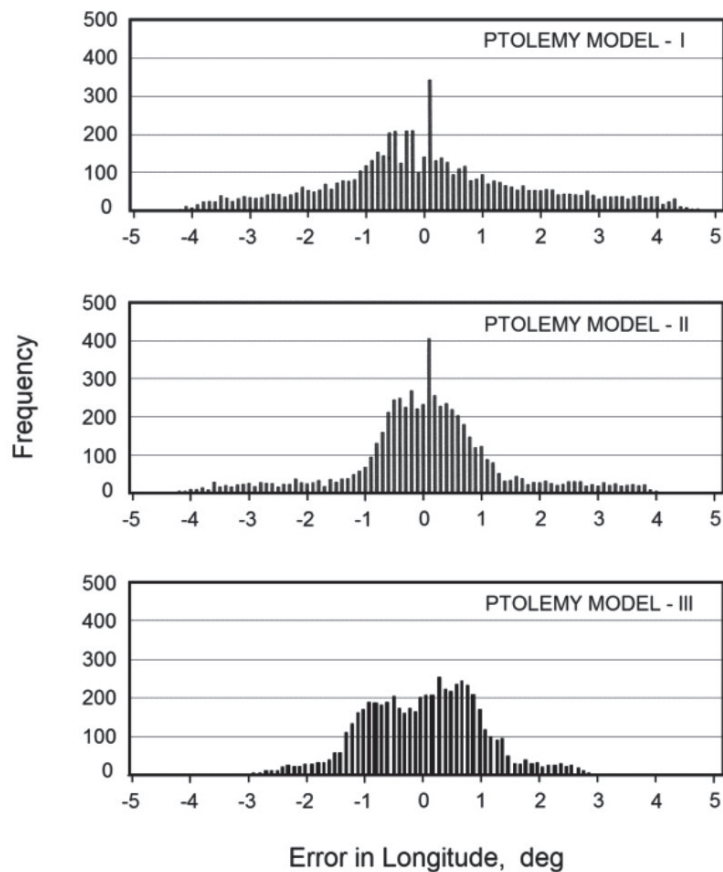 500
PTOLEMY MODEL - I
400
300
200
100
0
-5 -4 -3 -2 -1 0 1 2 3 4 5
500
PTOLEMY MODEL - II
400
300
200
100
0
-5 -4 -3 -2 -1 0 1 2 3 4 5
Frequency
500
PTOLEMY MODEL - III
400
300
200
100
0
-5 -4 -3 -2 -1 0 1 2 3 4 5
Error in Longitude, deg